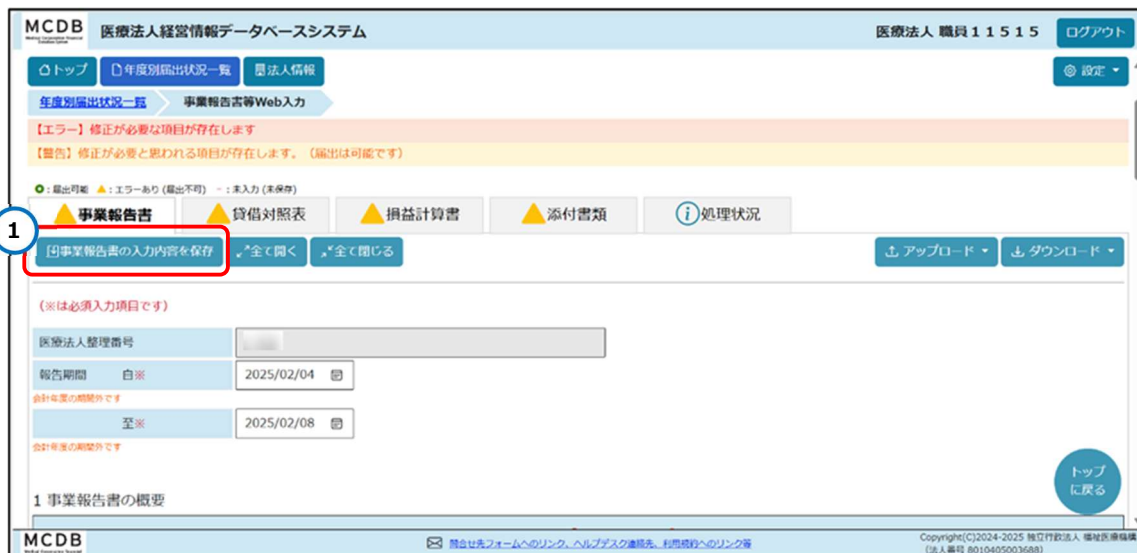 MCDB 医療法人経営情報データベースシステム 医療法人 職員11515 ログアウト
トップ 年度別届出状況一覧 法人情報 設定
年度別届出状況一覧 事業報告書等Web入力
【エラー】修正が必要な項目が存在します
【警告】修正が必要と思われる項目が存在します。(届出は可能です)
:届出可能 :エラーあり(届出不可) -:未入力(未保存)
事業報告書 貸借対照表 損益計算書 添付書類 処理状況
1
事業報告書の入力内容を保存 全て開く 全て閉じる アップロード ダウンロード
(※は必須入力項目です)
医療法人整理番号
報告期間 自※ 2025/02/04
会計年度の期間外です
至※ 2025/02/08
会計年度の期間外です
トップ
に戻る
1 事業報告書の概要
MCDB 問合せ先フォームへのリンク、ヘルプデスク連絡先、利用規約へのリンク等 Copyright(C)2024-2025 独立行政法人 福祉医療機構
(法人番号 8010405003688)